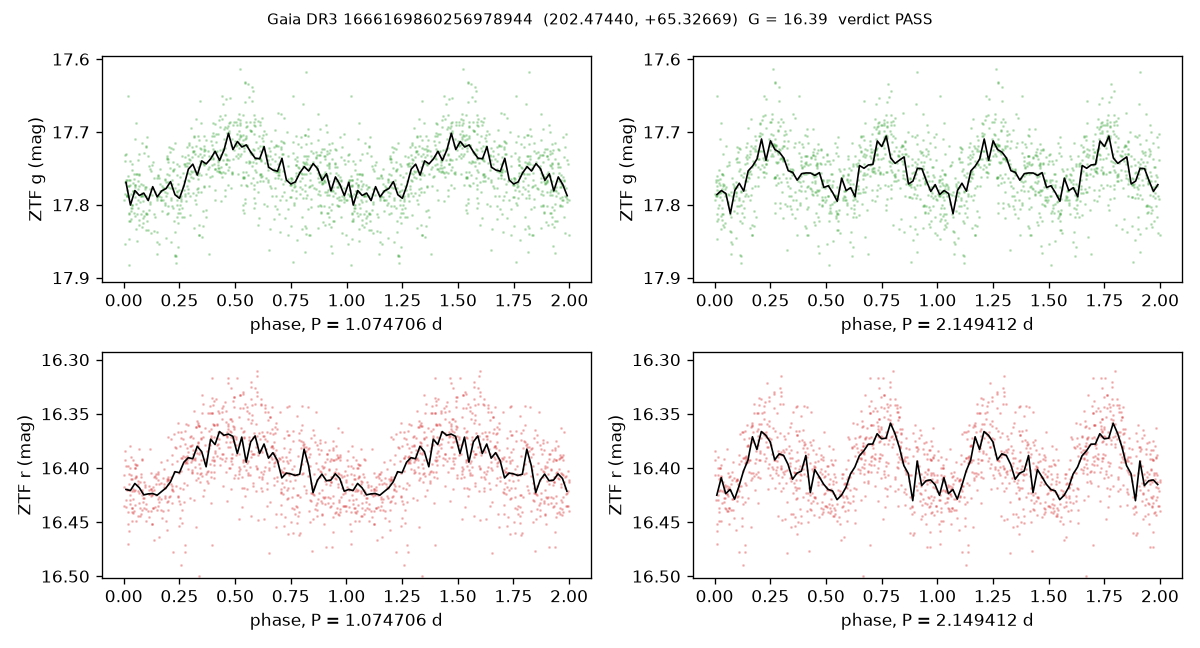 Gaia DR3 1666169860256978944 (202.47440, +65.32669) G = 16.39 verdict PASS
17.6
17.7
17.8
17.9
ZTF g (mag)
0.00 0.25 0.50 0.75 1.00 1.25 1.50 1.75 2.00
phase, P = 1.074706 d
17.6
17.7
17.8
17.9
ZTF g (mag)
0.00 0.25 0.50 0.75 1.00 1.25 1.50 1.75 2.00
phase, P = 2.149412 d
16.30
16.35
16.40
16.45
16.50
ZTF r (mag)
0.00 0.25 0.50 0.75 1.00 1.25 1.50 1.75 2.00
phase, P = 1.074706 d
16.30
16.35
16.40
16.45
16.50
ZTF r (mag)
0.00 0.25 0.50 0.75 1.00 1.25 1.50 1.75 2.00
phase, P = 2.149412 d